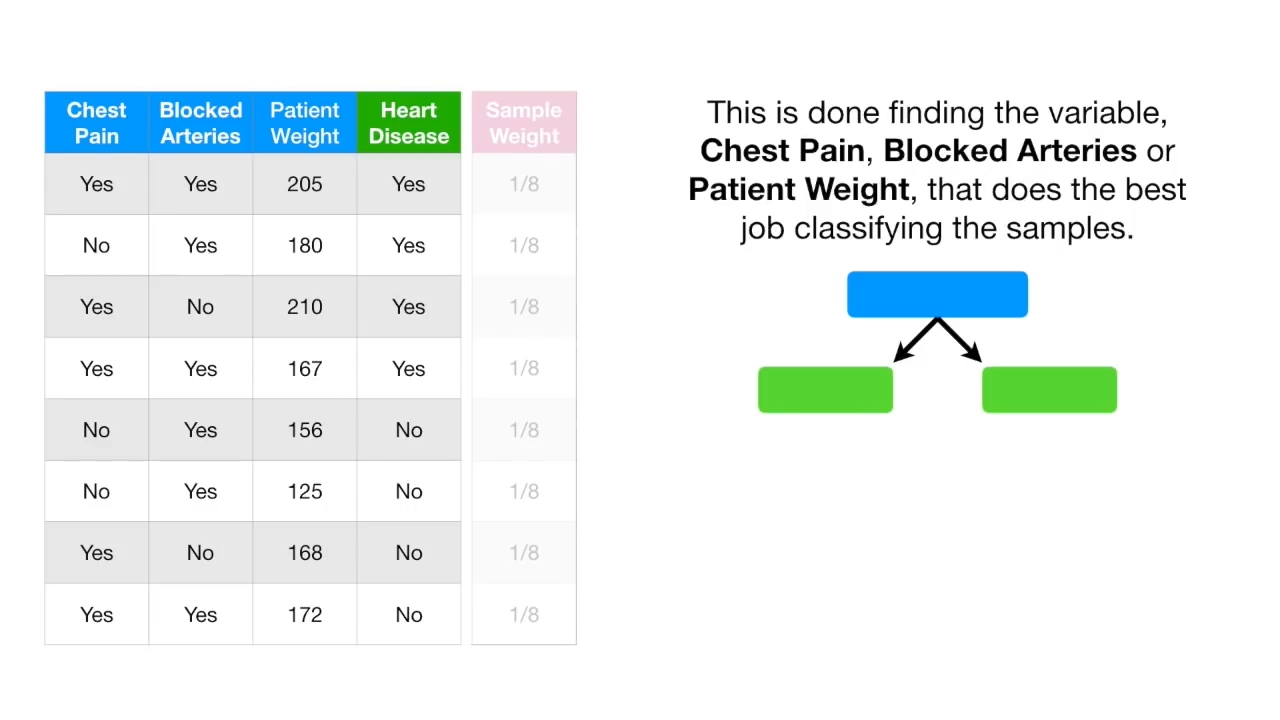 Chest Pain Blocked Arteries Patient Weight Heart Disease Sample Weight
Yes Yes 205 Yes 1/8
No Yes 180 Yes 1/8
Yes No 210 Yes 1/8
Yes Yes 167 Yes 1/8
No Yes 156 No 1/8
No Yes 125 No 1/8
Yes No 168 No 1/8
Yes Yes 172 No 1/8
This is done finding the variable,
Chest Pain, Blocked Arteries or
Patient Weight, that does the best
job classifying the samples.